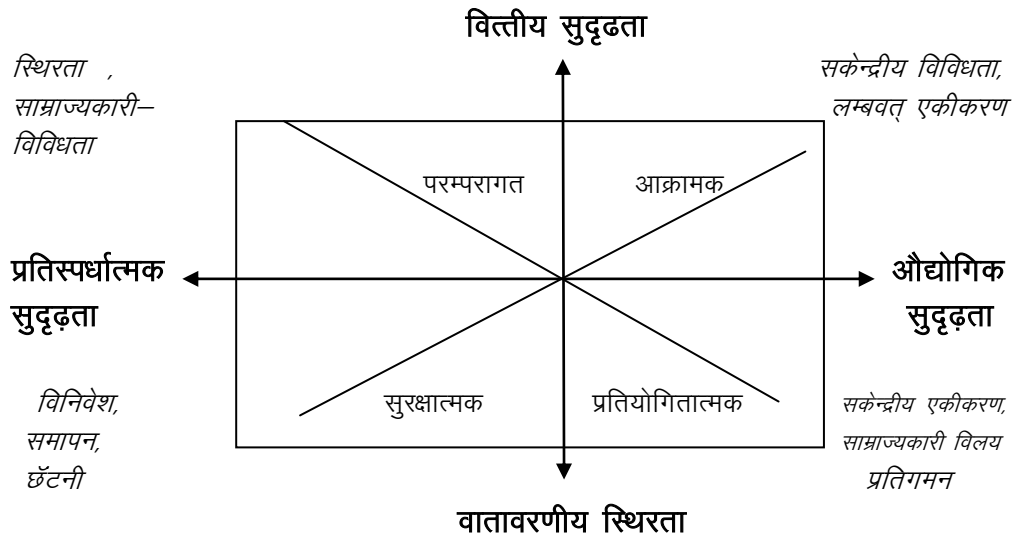 वित्तीय सुदृढता
स्थिरता ,
साम्राज्यकारी–
विविधता
सकेन्द्रीय विविधता,
लम्बवत् एकीकरण
परम्परागत
आक्रामक
प्रतिस्पर्धात्मक
सुदृढ़ता
औद्योगिक
सुदृढ़ता
विनिवेश,
समापन,
छॅटनी
सुरक्षात्मक
प्रतियोगितात्मक
सकेन्द्रीय एकीकरण,
साम्राज्यकारी विलय
प्रतिगमन
वातावरणीय स्थिरता